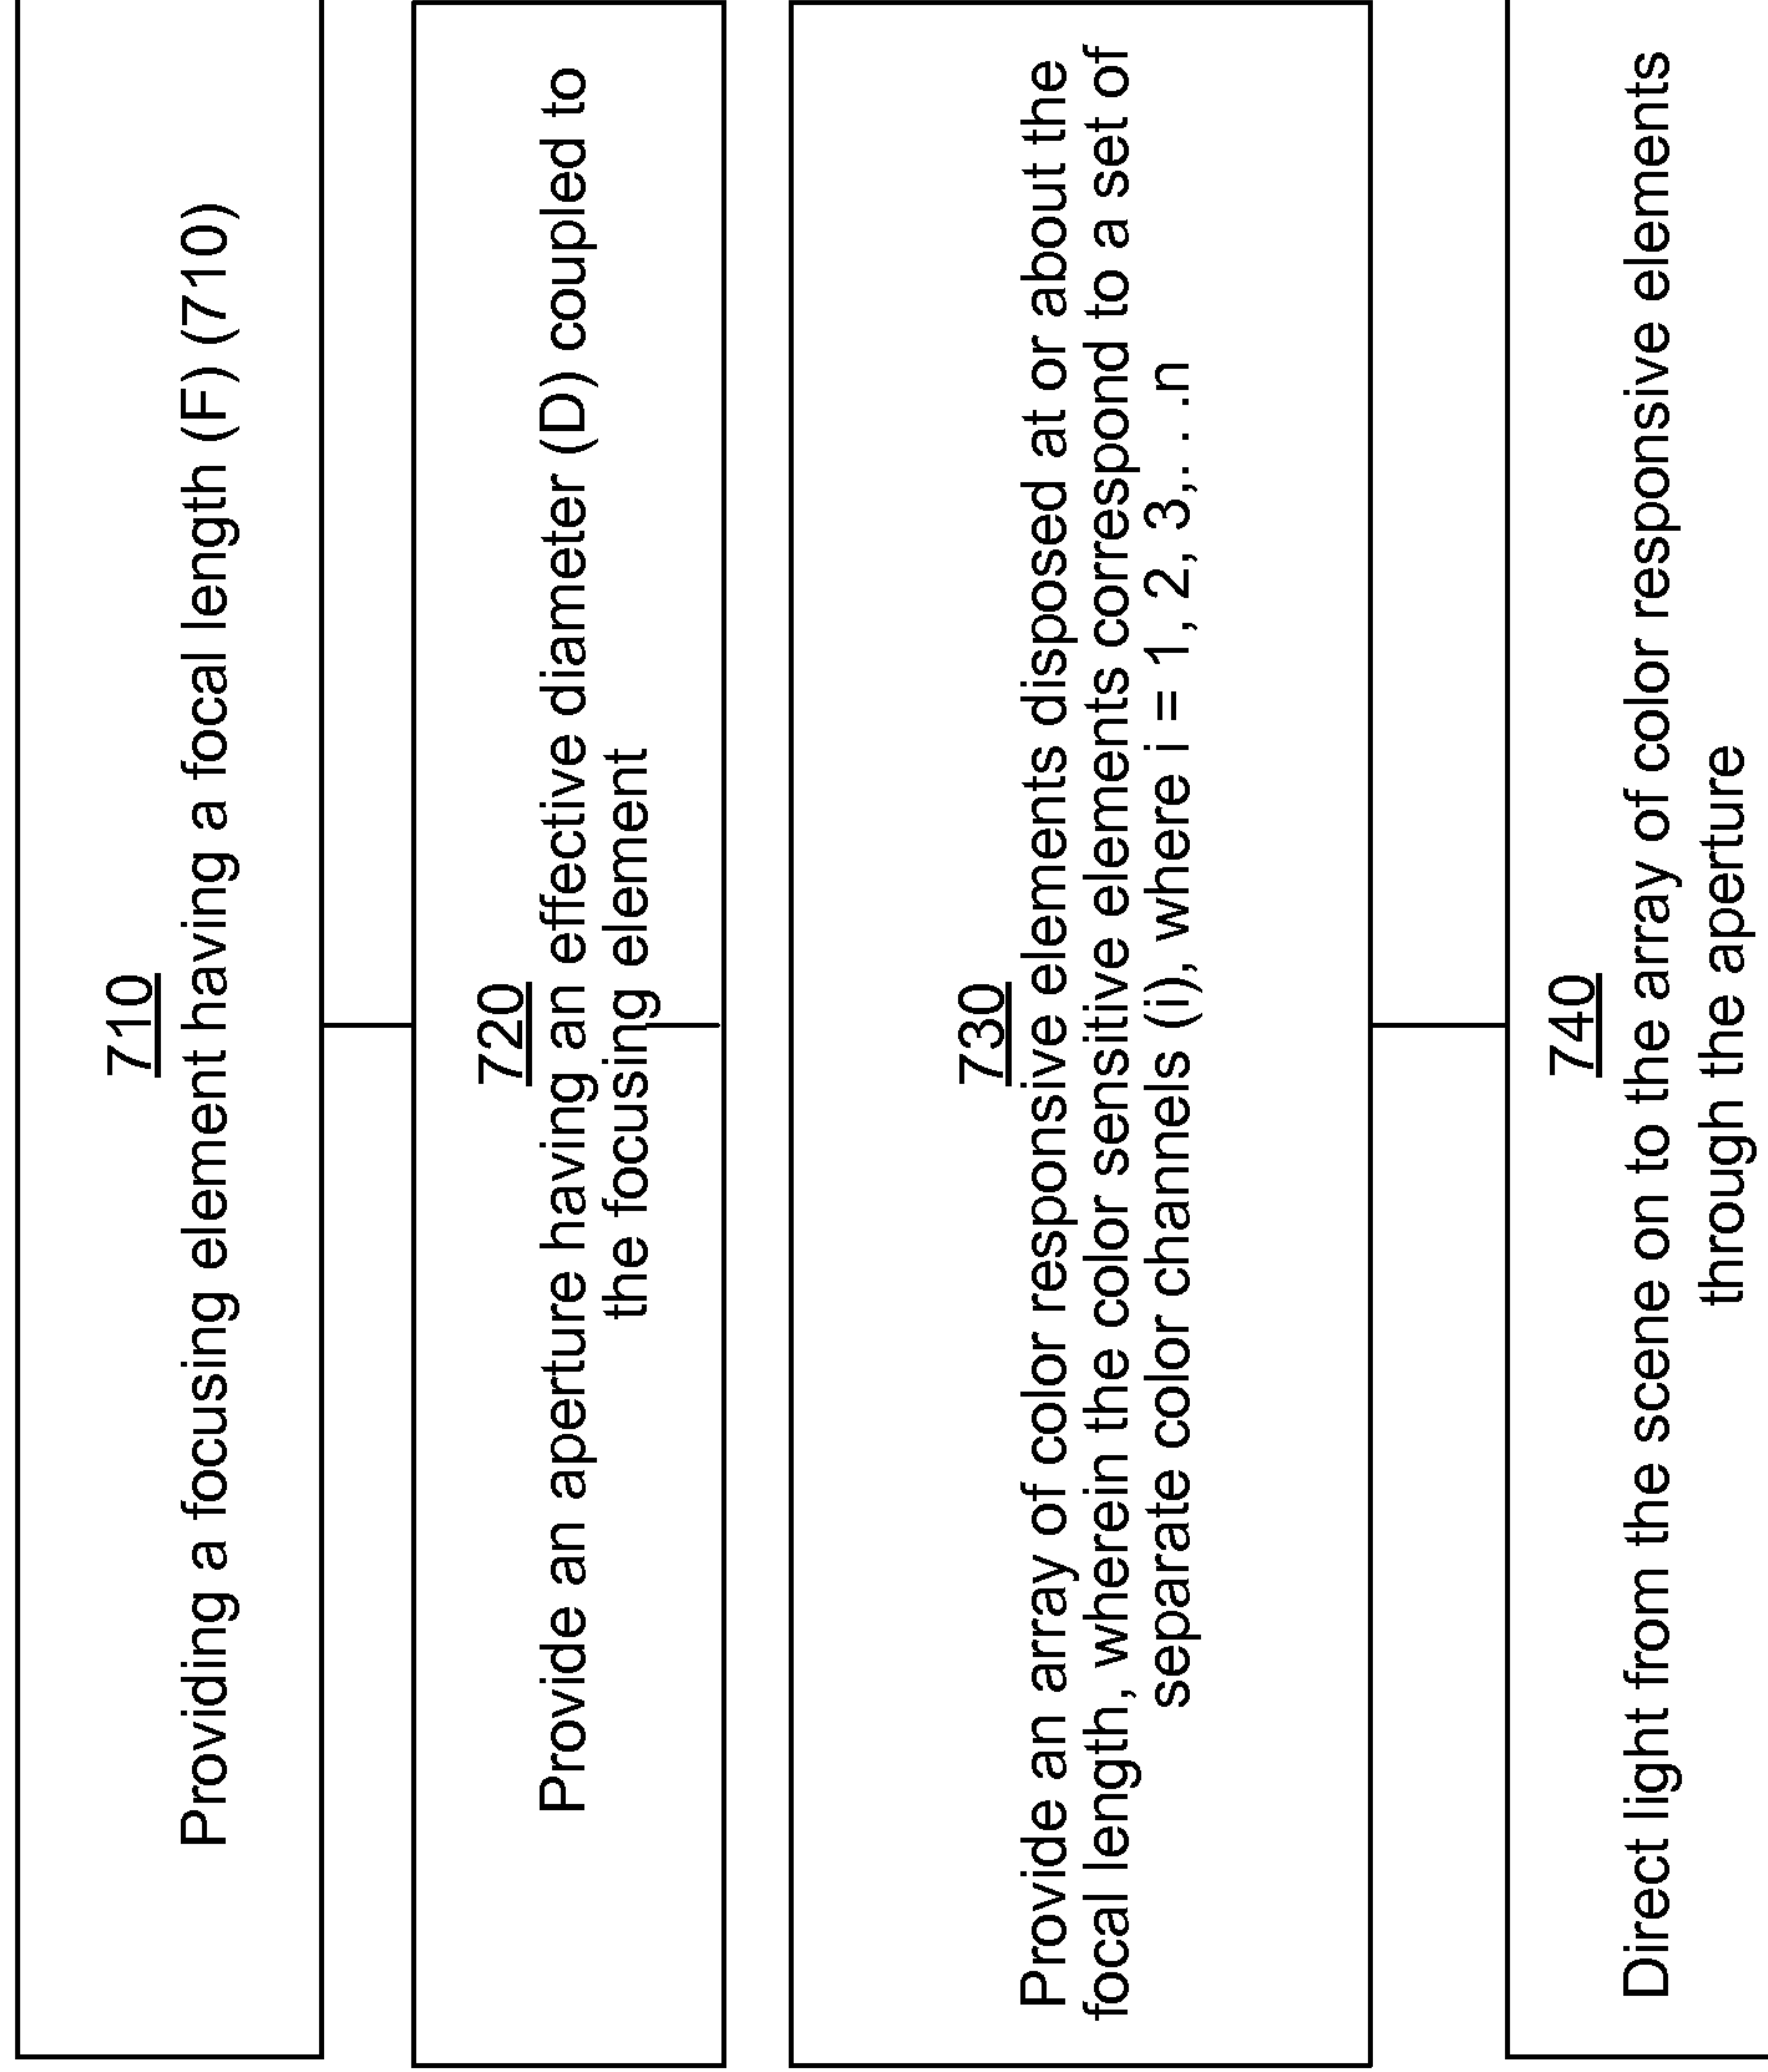 710
Providing a focusing element having a focal length (F) (710)
720
Provide an aperture having an effective diameter (D) coupled to
the focusing element
730
Provide an array of color responsive elements disposed at or about the
focal length, wherein the color sensitive elements correspond to a set of
separate color channels (i), where i = 1, 2, 3,. . .n
740
Direct light from the scene on to the array of color responsive elements
through the aperture